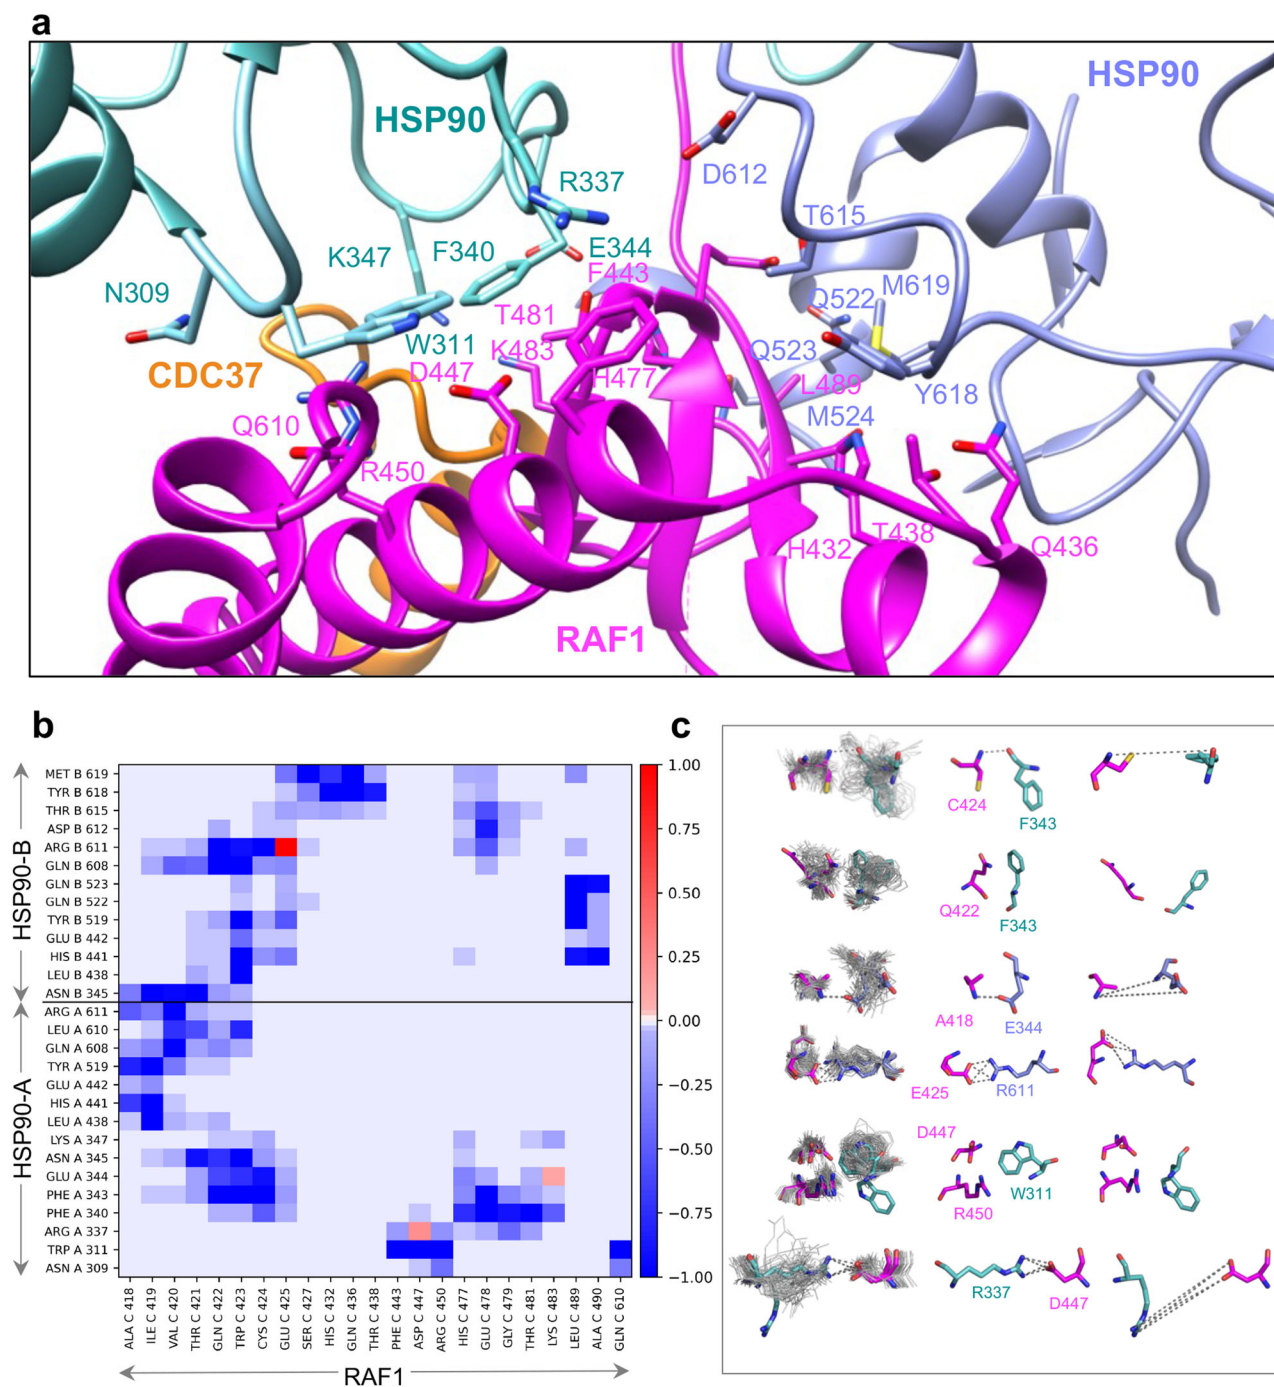 a
HSP90
HSP90
D612
R337
T615
K347
F340
E344
F443
M619
N309
Q522
T481
W311
K483
Q523
CDC37
D447
H477
L489
M524
Y618
Q610
R450
H432
T438
Q436
RAF1
b
HSP90-B
HSP90-A
MET B 619
TYR B 618
THR B 615
ASP B 612
ARG B 611
GLN B 608
GLN B 523
GLN B 522
TYR B 519
GLU B 442
HIS B 441
LEU B 438
ASN B 345
ARG A 611
LEU A 610
GLN A 608
TYR A 519
GLU A 442
HIS A 441
LEU A 438
LYS A 347
ASN A 345
GLU A 344
PHE A 343
PHE A 340
ARG A 337
TRP A 311
ASN A 309
ALA C 418
ILE C 419
VAL C 420
THR C 421
GLN C 422
TRP C 423
CYS C 424
GLU C 425
SER C 427
HIS C 432
GLN C 436
THR C 438
PHE C 443
ASP C 447
ARG C 450
HIS C 477
GLU C 478
GLY C 479
THR C 481
LYS C 483
LEU C 489
ALA C 490
GLN C 610
RAF1
1.00
0.75
0.50
0.25
0.00
−0.25
−0.50
−0.75
−1.00
c
C424
F343
Q422
F343
A418
E344
E425
R611
D447
W311
R450
R337
D447